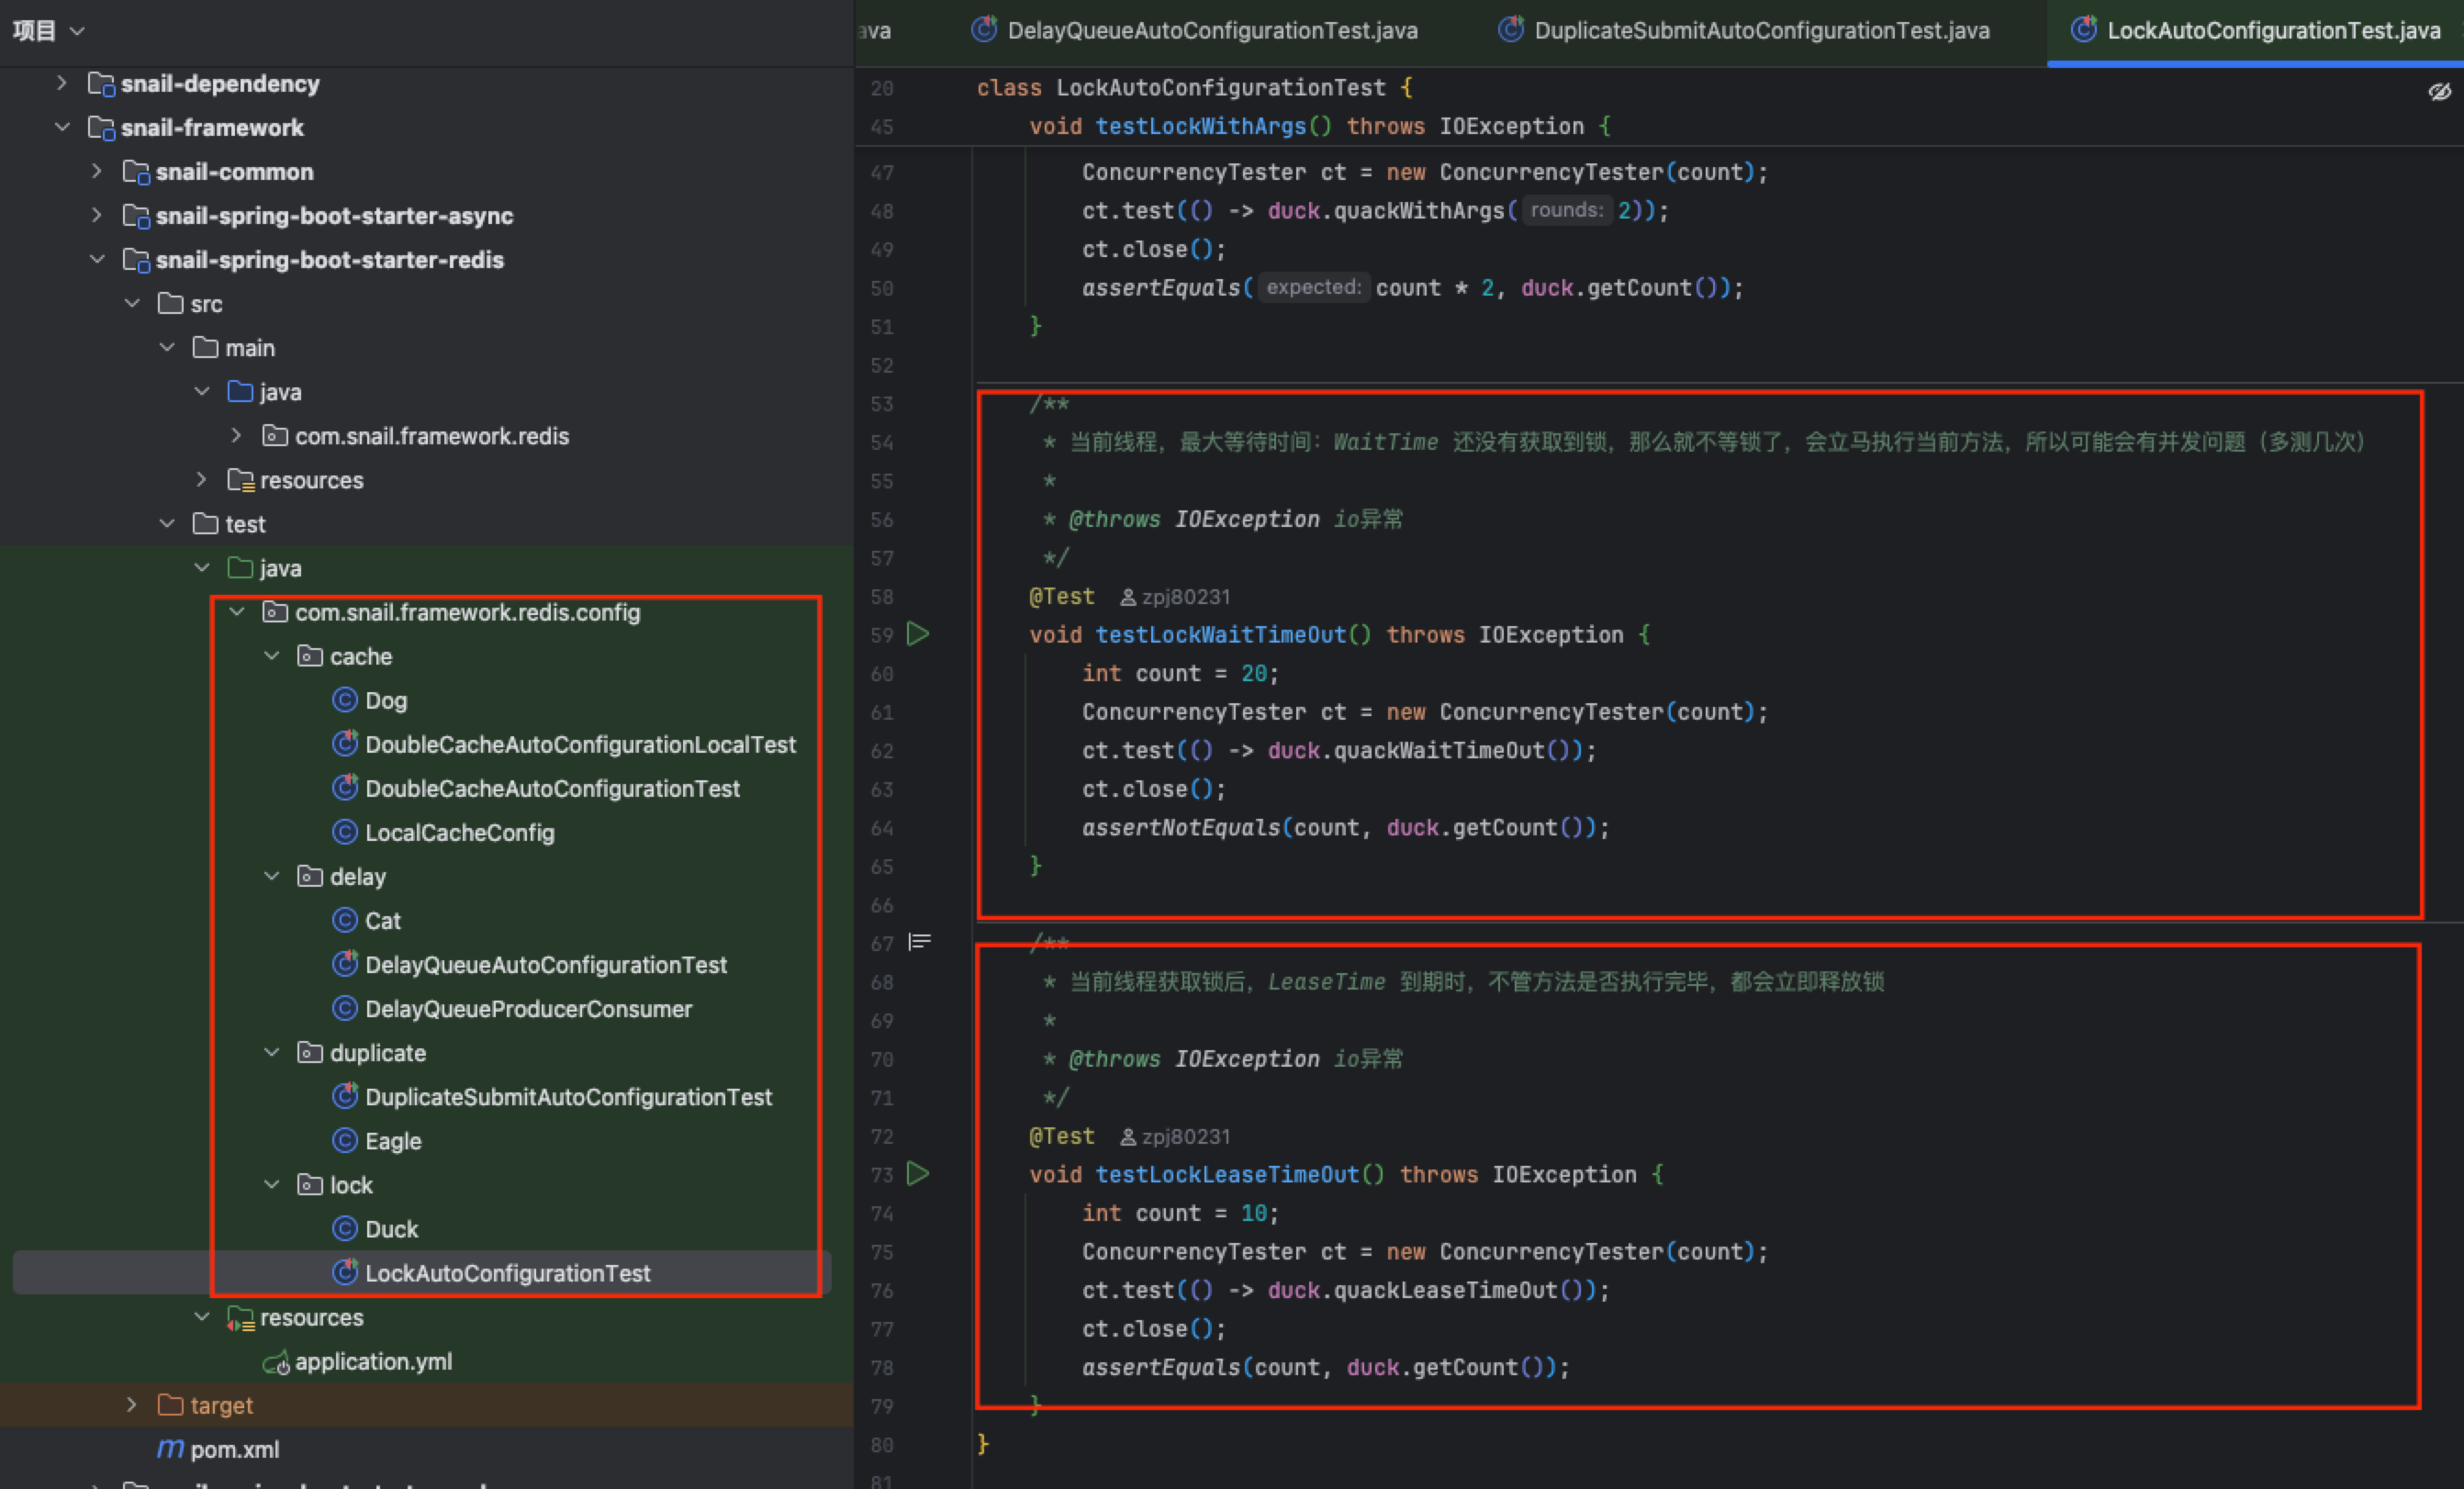 项目
snail-dependency
snail-framework
snail-common
snail-spring-boot-starter-async
snail-spring-boot-starter-redis
src
main
java
com.snail.framework.redis
resources
test
java
com.snail.framework.redis.config
cache
Dog
DoubleCacheAutoConfigurationLocalTest
DoubleCacheAutoConfigurationTest
LocalCacheConfig
delay
Cat
DelayQueueAutoConfigurationTest
DelayQueueProducerConsumer
duplicate
DuplicateSubmitAutoConfigurationTest
Eagle
lock
Duck
LockAutoConfigurationTest
resources
application.yml
target
pom.xml
ava DelayQueueAutoConfigurationTest.java DuplicateSubmitAutoConfigurationTest.java LockAutoConfigurationTest.java
20 class LockAutoConfigurationTest {
45 void testLockWithArgs() throws IOException {
47 ConcurrencyTester ct = new ConcurrencyTester(count);
48 ct.test(() -> duck.quackWithArgs( rounds: 2));
49 ct.close();
50 assertEquals( expected: count * 2, duck.getCount());
51 }
52
53 /**
54 * 当前线程，最大等待时间：WaitTime 还没有获取到锁，那么就不等锁了，会立马执行当前方法，所以可能会有并发问题（多测几次）
55 *
56 * @throws IOException io异常
57 */
58 @Test zpj80231
59 void testLockWaitTimeOut() throws IOException {
60 int count = 20;
61 ConcurrencyTester ct = new ConcurrencyTester(count);
62 ct.test(() -> duck.quackWaitTimeOut());
63 ct.close();
64 assertNotEquals(count, duck.getCount());
65 }
66
67 /**
68 * 当前线程获取锁后，LeaseTime 到期时，不管方法是否执行完毕，都会立即释放锁
69 *
70 * @throws IOException io异常
71 */
72 @Test zpj80231
73 void testLockLeaseTimeOut() throws IOException {
74 int count = 10;
75 ConcurrencyTester ct = new ConcurrencyTester(count);
76 ct.test(() -> duck.quackLeaseTimeOut());
77 ct.close();
78 assertEquals(count, duck.getCount());
79 }
80 }
81